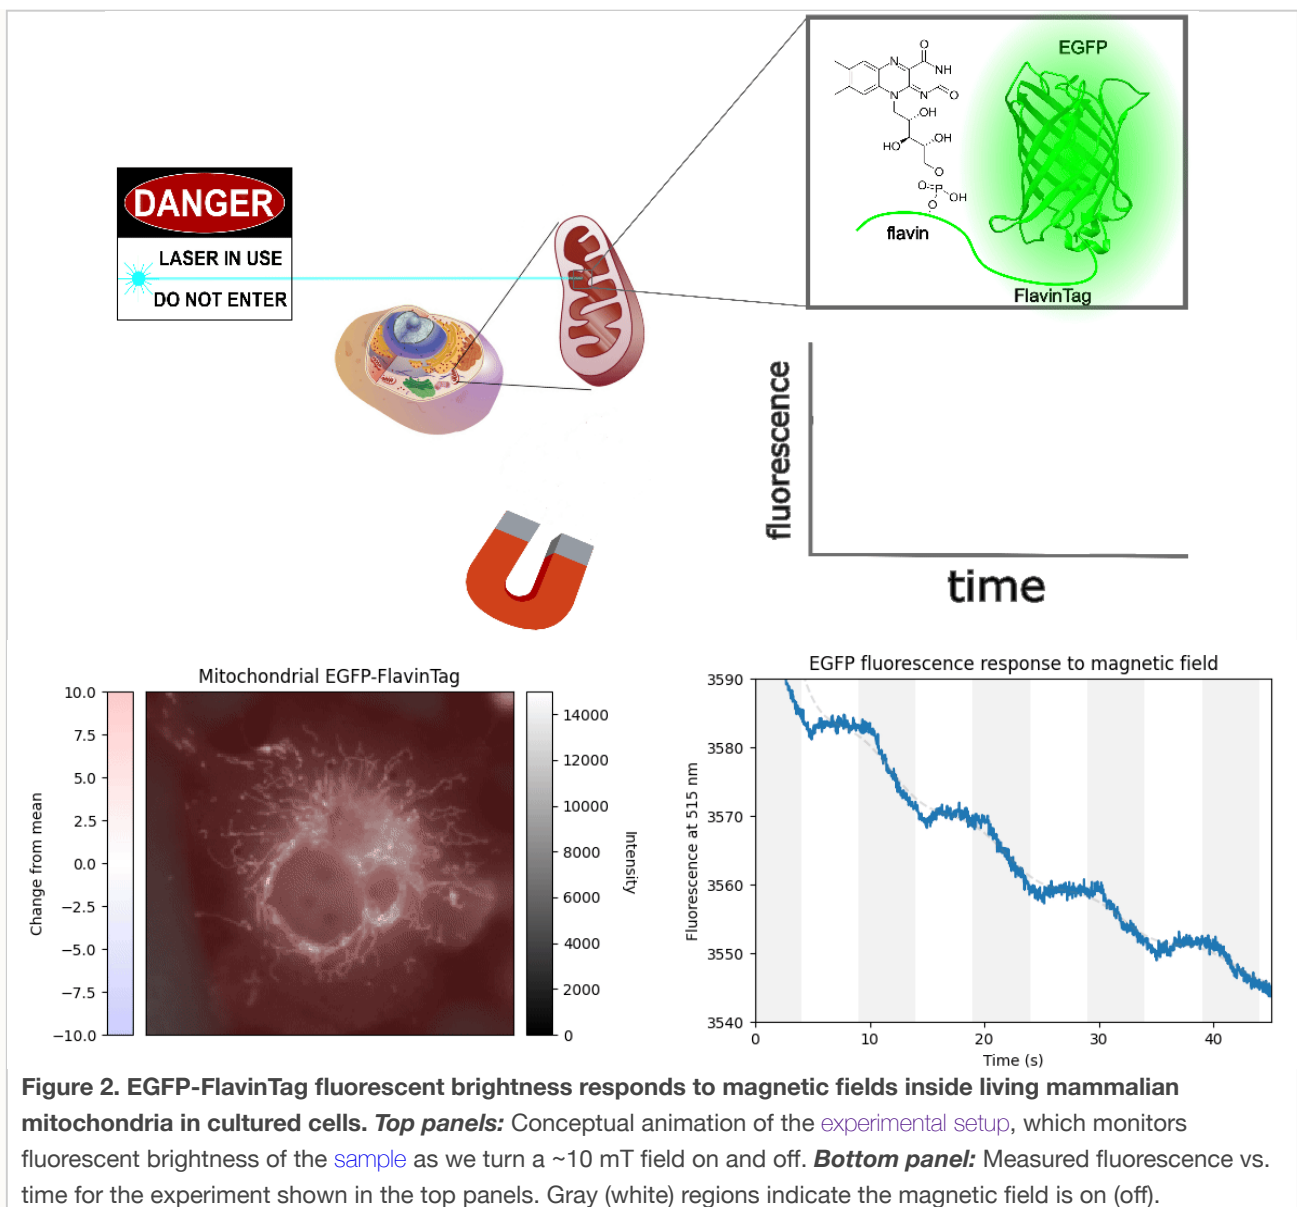 DANGER
LASER IN USE
DO NOT ENTER
EGFP
O
N
NH
N
N
O
OH
HO
OH
O
O
P
OH
O
flavin
FlavinTag
fluorescence
time
Mitochondrial EGFP-FlavinTag
10.0
7.5
5.0
2.5
0.0
−2.5
−5.0
−7.5
−10.0
Change from mean
14000
12000
10000
8000
6000
4000
2000
0
Intensity
EGFP fluorescence response to magnetic field
3590
3580
3570
3560
3550
3540
Fluorescence at 515 nm
0
10
20
30
40
Time (s)
Figure 2. EGFP-FlavinTag fluorescent brightness responds to magnetic fields inside living mammalian
mitochondria in cultured cells. Top panels: Conceptual animation of the experimental setup, which monitors
fluorescent brightness of the sample as we turn a ~10 mT field on and off. Bottom panel: Measured fluorescence vs.
time for the experiment shown in the top panels. Gray (white) regions indicate the magnetic field is on (off).